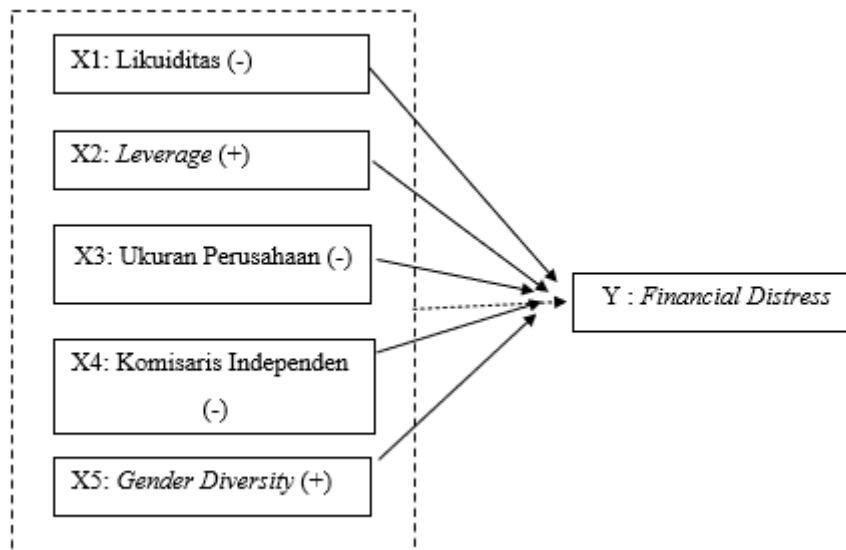 X1: Likuiditas (-)
X2: Leverage (+)
X3: Ukuran Perusahaan (-)
Y : Financial Distress
X4: Komisaris Independen
(-)
X5: Gender Diversity (+)